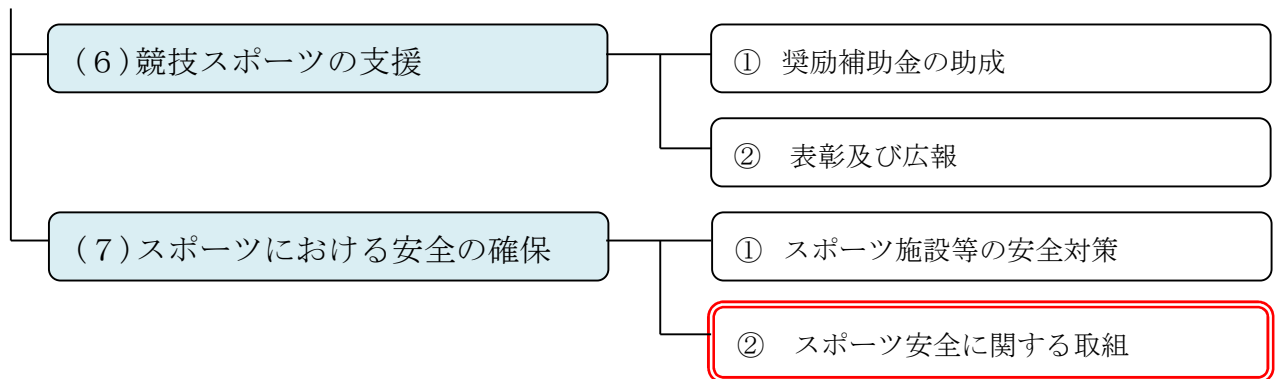 (６)競技スポーツの支援
① 奨励補助金の助成
② 表彰及び広報
(７)スポーツにおける安全の確保
① スポーツ施設等の安全対策
② スポーツ安全に関する取組